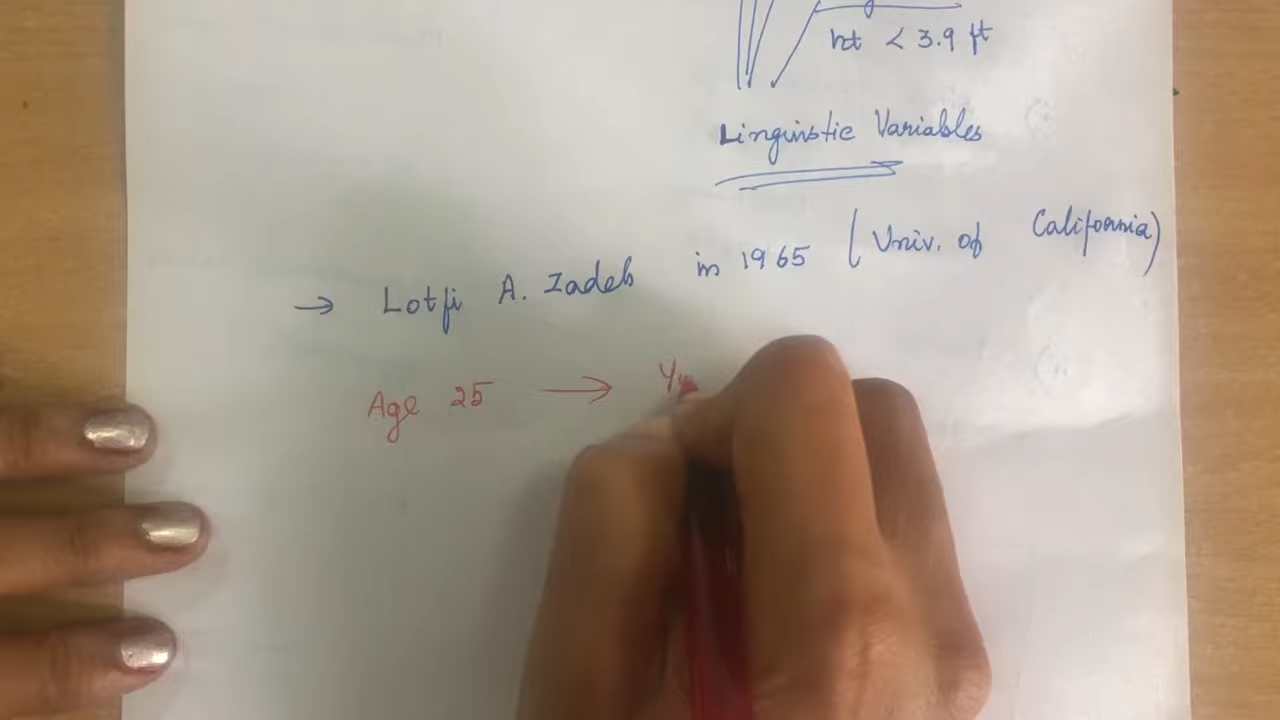 ht < 3.9 ft
Linguistic Variables
→ Lotfi A. Zadeh in 1965 (Univ. of California)
Age 25 →